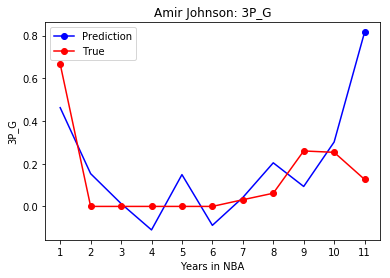 Amir Johnson: 3P_G
Prediction
True
3P_G
0.8
0.6
0.4
0.2
0.0
1 2 3 4 5 6 7 8 9 10 11
Years in NBA